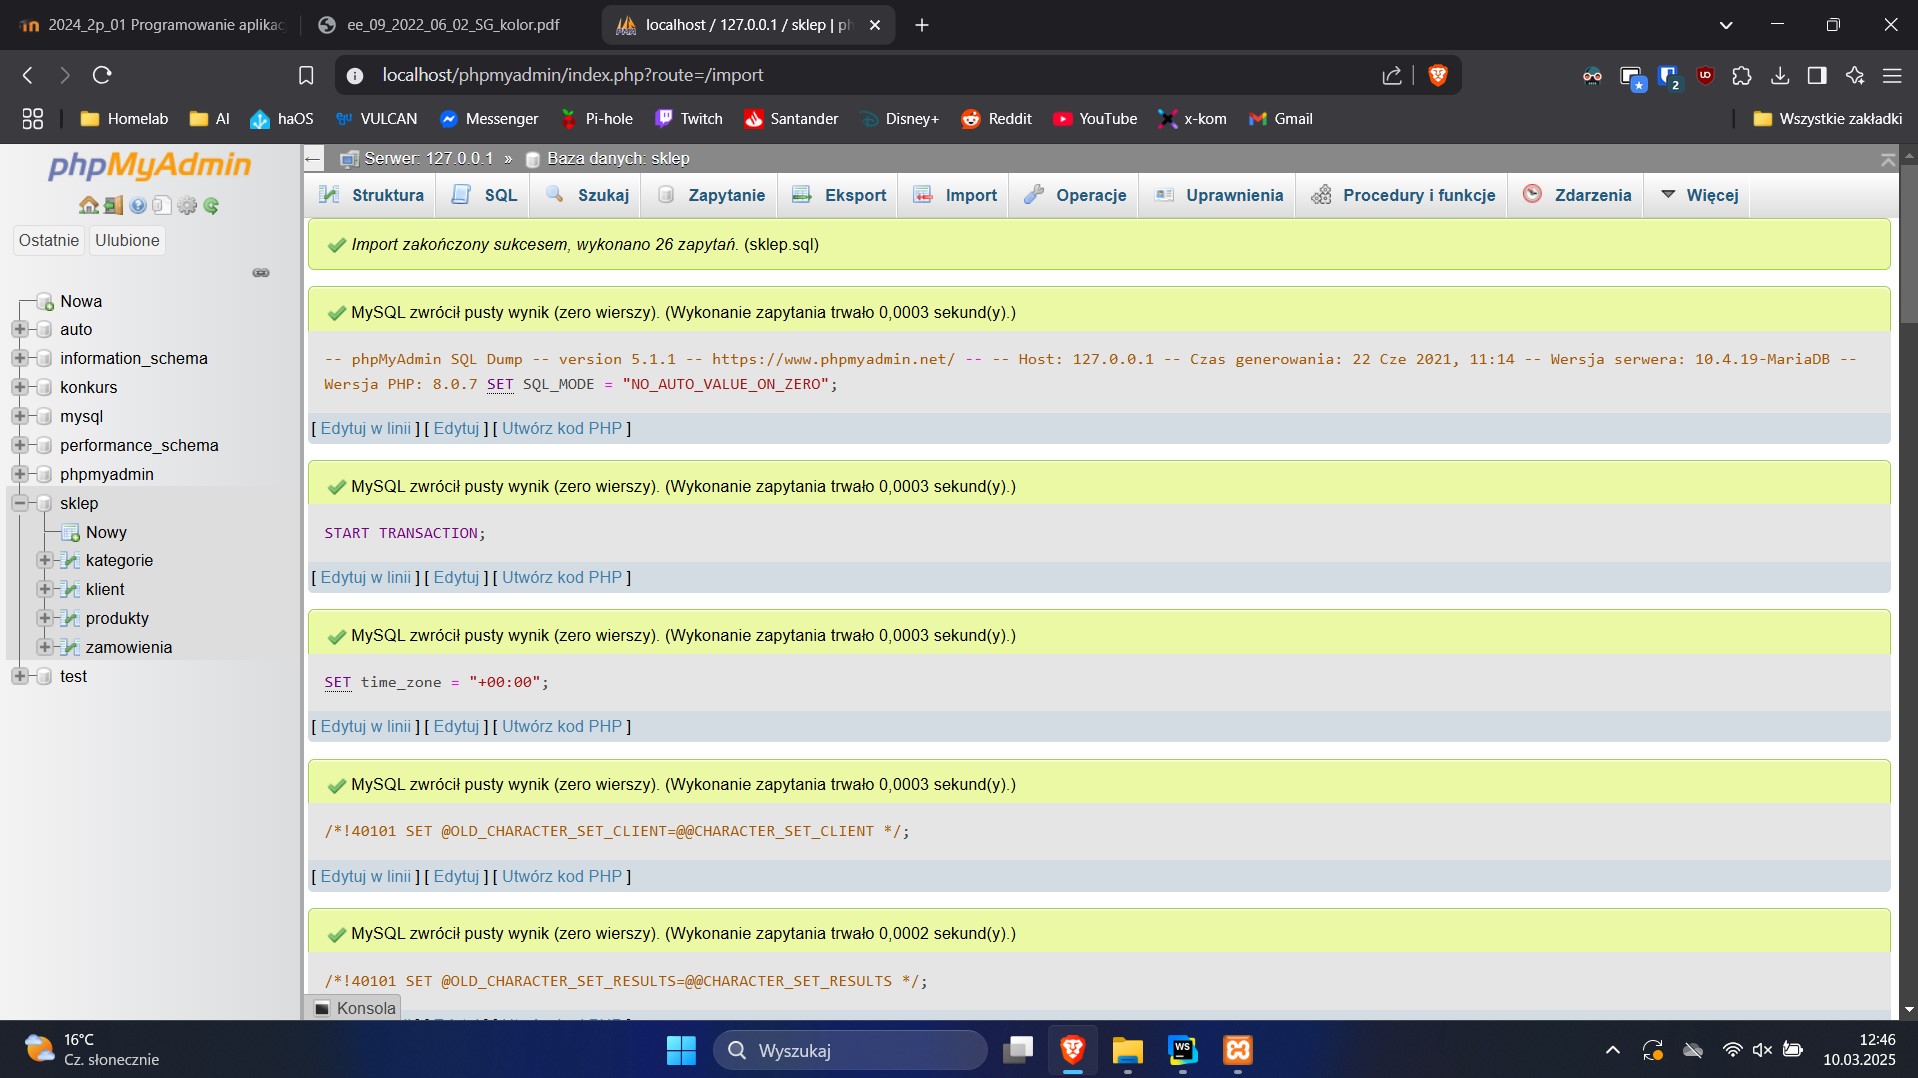 2024_2p_01 Programowanie aplikac
ee_09_2022_06_02_SG_kolor.pdf
localhost / 127.0.0.1 / sklep | ph
localhost/phpmyadmin/index.php?route=/import
2
Homelab
AI
haOS
VULCAN
Messenger
Pi-hole
Twitch
Santander
Disney+
Reddit
YouTube
x-kom
Gmail
Wszystkie zakładki
phpMyAdmin
Ostatnie
Ulubione
Nowa
auto
information_schema
konkurs
mysql
performance_schema
phpmyadmin
sklep
Nowy
kategorie
klient
produkty
zamowienia
test
Serwer: 127.0.0.1 » Baza danych: sklep
Struktura
SQL
Szukaj
Zapytanie
Eksport
Import
Operacje
Uprawnienia
Procedury i funkcje
Zdarzenia
Więcej
Import zakończony sukcesem, wykonano 26 zapytań. (sklep.sql)
MySQL zwrócił pusty wynik (zero wierszy). (Wykonanie zapytania trwało 0,0003 sekund(y).)
-- phpMyAdmin SQL Dump -- version 5.1.1 -- https://www.phpmyadmin.net/ -- -- Host: 127.0.0.1 -- Czas generowania: 22 Cze 2021, 11:14 -- Wersja serwera: 10.4.19-MariaDB --
Wersja PHP: 8.0.7 SET SQL_MODE = "NO_AUTO_VALUE_ON_ZERO";
[ Edytuj w linii ] [ Edytuj ] [ Utwórz kod PHP ]
MySQL zwrócił pusty wynik (zero wierszy). (Wykonanie zapytania trwało 0,0003 sekund(y).)
START TRANSACTION;
[ Edytuj w linii ] [ Edytuj ] [ Utwórz kod PHP ]
MySQL zwrócił pusty wynik (zero wierszy). (Wykonanie zapytania trwało 0,0003 sekund(y).)
SET time_zone = "+00:00";
[ Edytuj w linii ] [ Edytuj ] [ Utwórz kod PHP ]
MySQL zwrócił pusty wynik (zero wierszy). (Wykonanie zapytania trwało 0,0003 sekund(y).)
/*!40101 SET @OLD_CHARACTER_SET_CLIENT=@@CHARACTER_SET_CLIENT */;
[ Edytuj w linii ] [ Edytuj ] [ Utwórz kod PHP ]
MySQL zwrócił pusty wynik (zero wierszy). (Wykonanie zapytania trwało 0,0002 sekund(y).)
/*!40101 SET @OLD_CHARACTER_SET_RESULTS=@@CHARACTER_SET_RESULTS */;
Konsola
16°C
Cz. słonecznie
Wyszukaj
WS
12:46
10.03.2025